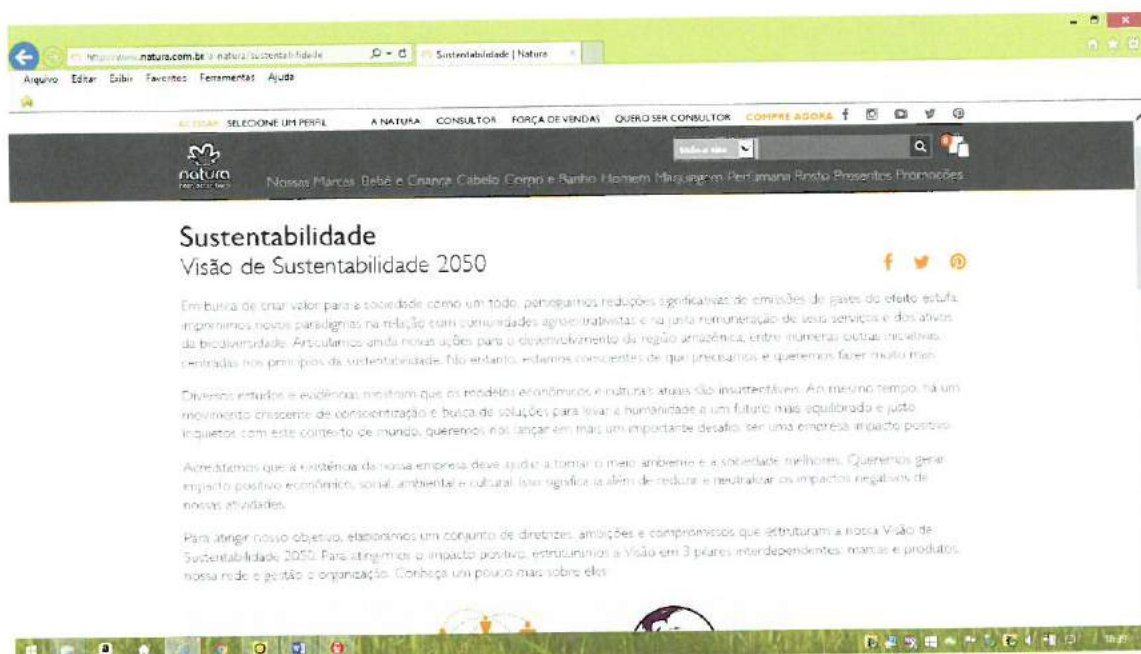 www.natura.com.br/a-natura/sustentabilidade
Sustentabilidade | Natura
Arquivo Editar Exibir Favoritos Ferramentas Ajuda
ACESSAR SELECIONE UM PERFIL A NATURA CONSULTOR FORÇA DE VENDAS QUERO SER CONSULTOR COMPRE AGORA
todo o site
natura
Nossas Marcas Bebê e Criança Cabelo Corpo e Banho Homem Maquiagem Perfumaria Rosto Presentes Promoções
Sustentabilidade
Visão de Sustentabilidade 2050
Em busca de criar valor para a sociedade como um todo, perseguimos reduções significativas de emissões de gases do efeito estufa,
imprimimos novos paradigmas na relação com comunidades agroextrativistas e na justa remuneração de seus serviços e dos ativos
da biodiversidade. Articulamos ainda novas ações para o desenvolvimento da região amazônica, entre inúmeras outras iniciativas,
centradas nos princípios da sustentabilidade. No entanto, estamos conscientes de que precisamos e queremos fazer muito mais.
Diversos estudos e evidências mostram que os modelos econômicos e culturais atuais são insustentáveis. Ao mesmo tempo, há um
movimento crescente de conscientização e busca de soluções para levar a humanidade a um futuro mais equilibrado e justo.
Inquietos com este contexto de mundo, queremos nos lançar em mais um importante desafio: ser uma empresa impacto positivo.
Acreditamos que a existência da nossa empresa deve ajudar a tornar o meio ambiente e a sociedade melhores. Queremos gerar
impacto positivo econômico, social, ambiental e cultural. Isso significa ir além de reduzir e neutralizar os impactos negativos de
nossas atividades.
Para atingir nosso objetivo, elaboramos um conjunto de diretrizes, ambições e compromissos que estruturam a nossa Visão de
Sustentabilidade 2050. Para atingirmos o impacto positivo, estruturamos a Visão em 3 pilares interdependentes: marcas e produtos,
nossa rede e gestão e organização. Conheça um pouco mais sobre eles